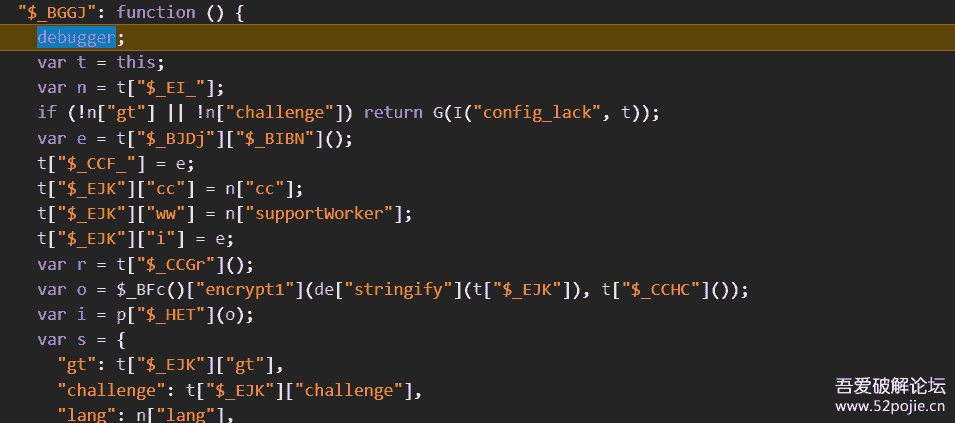 "$_BGGJ": function () {
debugger;
var t = this;
var n = t["$_EI_"];
if (!n["gt"] || !n["challenge"]) return G(I("config_lack", t));
var e = t["$_BJDj"]["$_BIBN"]();
t["$_CCF_"] = e;
t["$_EJK"]["cc"] = n["cc"];
t["$_EJK"]["ww"] = n["supportWorker"];
t["$_EJK"]["i"] = e;
var r = t["$_CCGr"]();
var o = $_BFc()["encrypt1"](de["stringify"](t["$_EJK"]), t["$_CCHC"]());
var i = p["$_HET"](o);
var s = {
"gt": t["$_EJK"]["gt"],
"challenge": t["$_EJK"]["challenge"],
"lang": n["lang"],
吾爱破解论坛
www.52pojie.cn